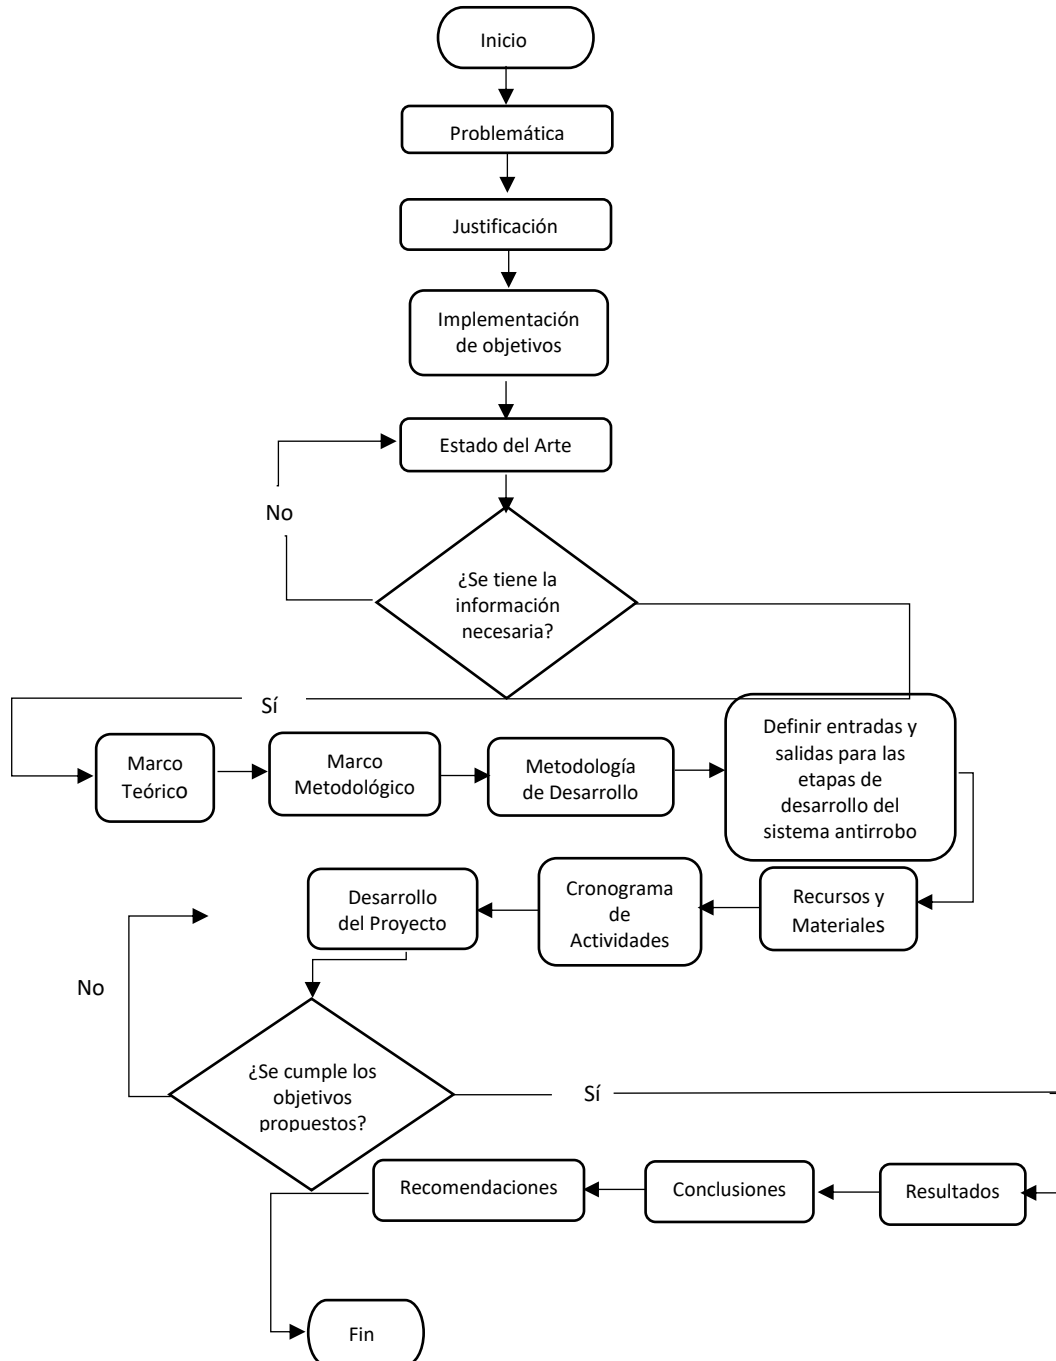 Inicio
Problemática
Justificación
Implementación
de objetivos
Estado del Arte
No
¿Se tiene la
información
necesaria?
Sí
Marco
Teórico
Marco
Metodológico
Metodología
de Desarrollo
Definir entradas y
salidas para las
etapas de
desarrollo del
sistema antirrobo
Recursos y
Materiales
Cronograma
de
Actividades
Desarrollo
del Proyecto
No
¿Se cumple los
objetivos
propuestos?
Sí
Resultados
Conclusiones
Recomendaciones
Fin